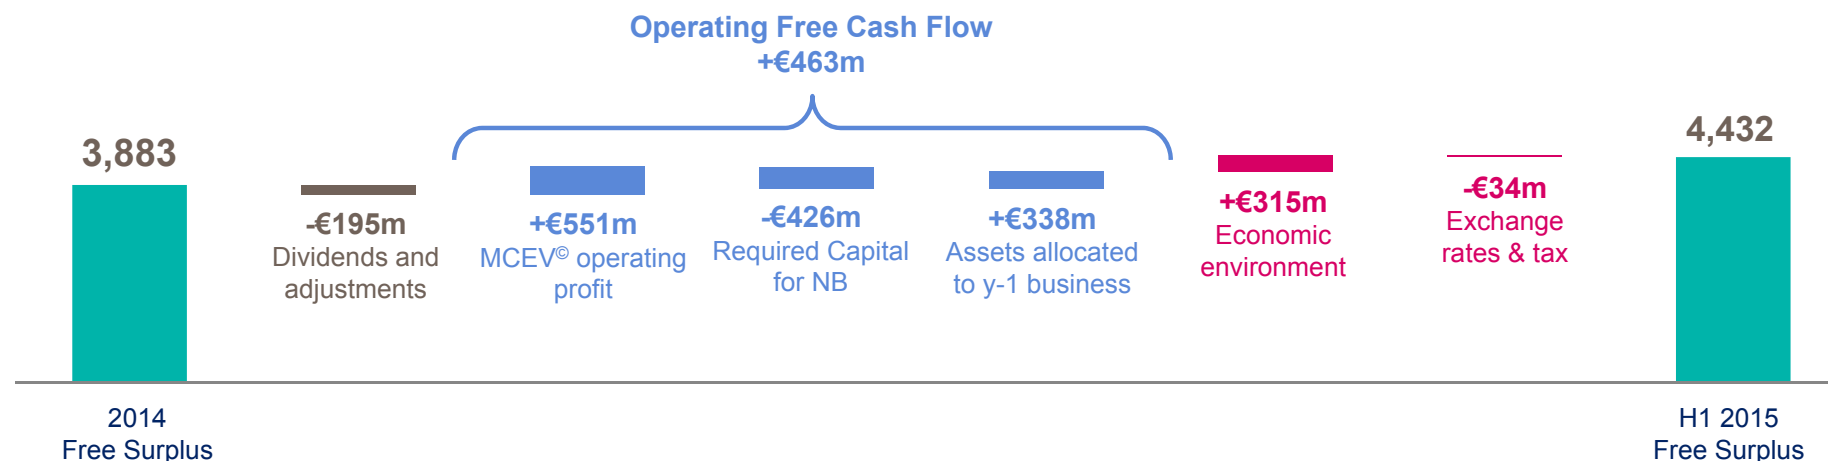 Operating Free Cash Flow
+€463m
3,883
4,432
-€195m
Dividends and
adjustments
+€551m
MCEV© operating
profit
-€426m
Required Capital
for NB
+€338m
Assets allocated
to y-1 business
+€315m
Economic
environment
-€34m
Exchange
rates & tax
2014
Free Surplus
H1 2015
Free Surplus